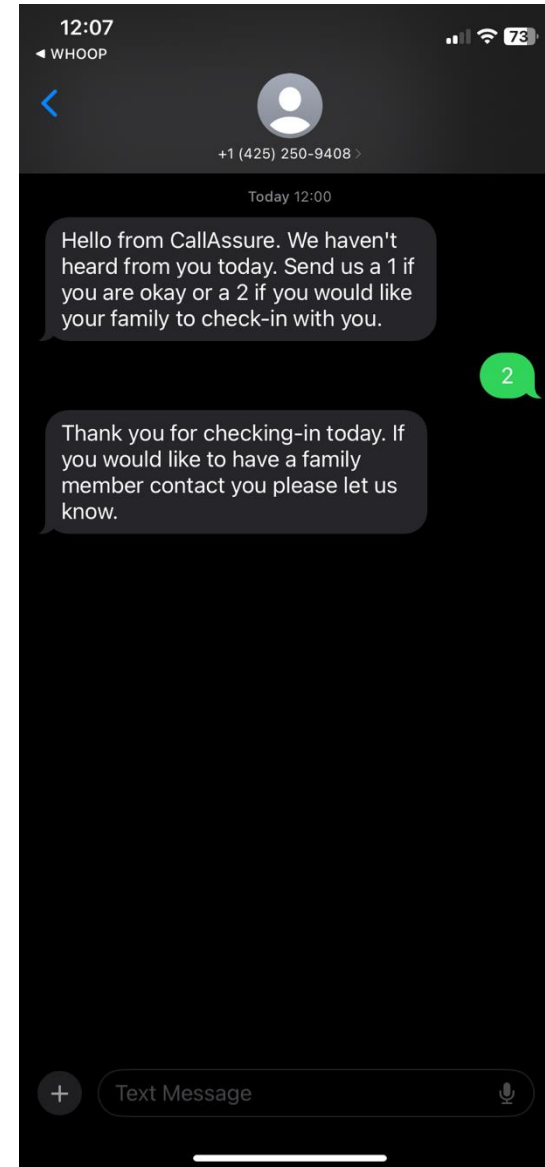 12:07
73
◀ WHOOP
+1 (425) 250-9408
Today 12:00
Hello from CallAssure. We haven't
heard from you today. Send us a 1 if
you are okay or a 2 if you would like
your family to check-in with you.
2
Thank you for checking-in today. If
you would like to have a family
member contact you please let us
know.
Text Message